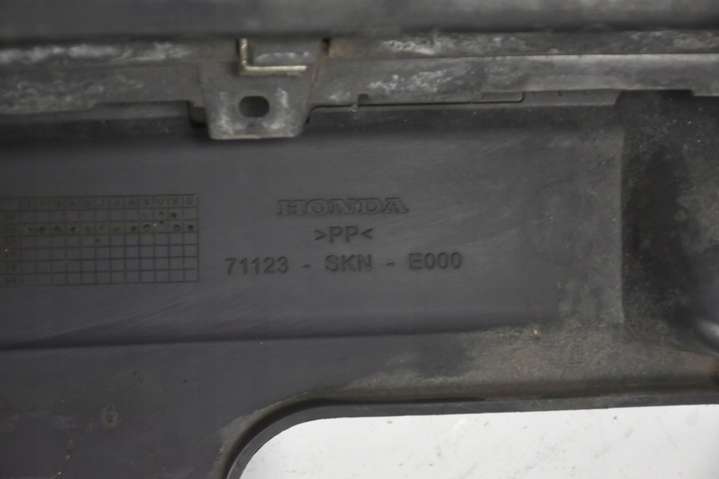 HONDA
>PP<
71123 - SKN - E000